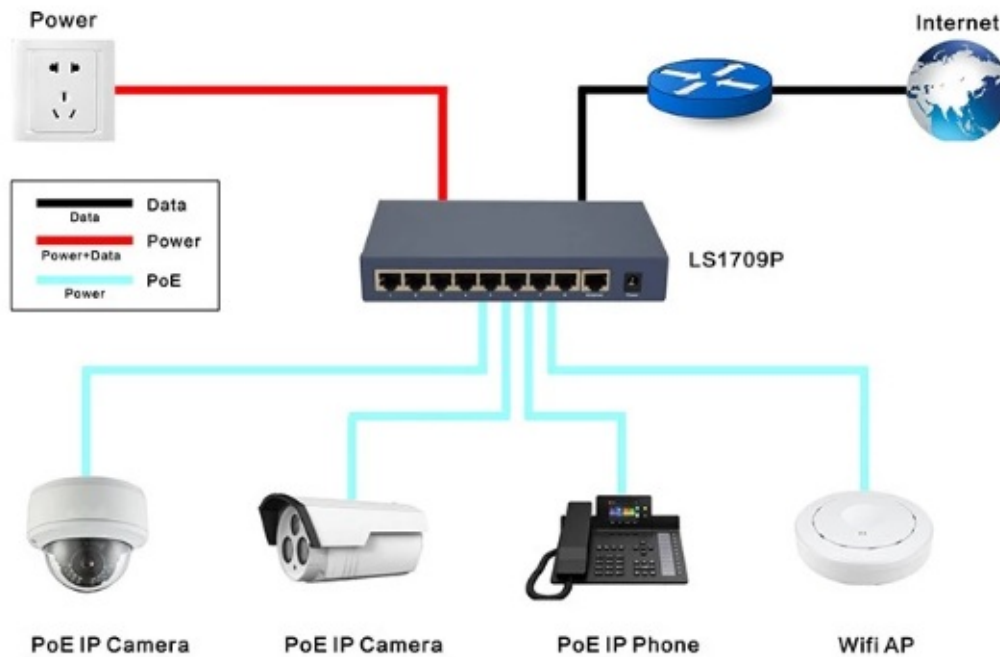 Power
Internet
Data
Data
Power
Power+Data
PoE
Power
LS1709P
PoE IP Camera
PoE IP Camera
PoE IP Phone
Wifi AP